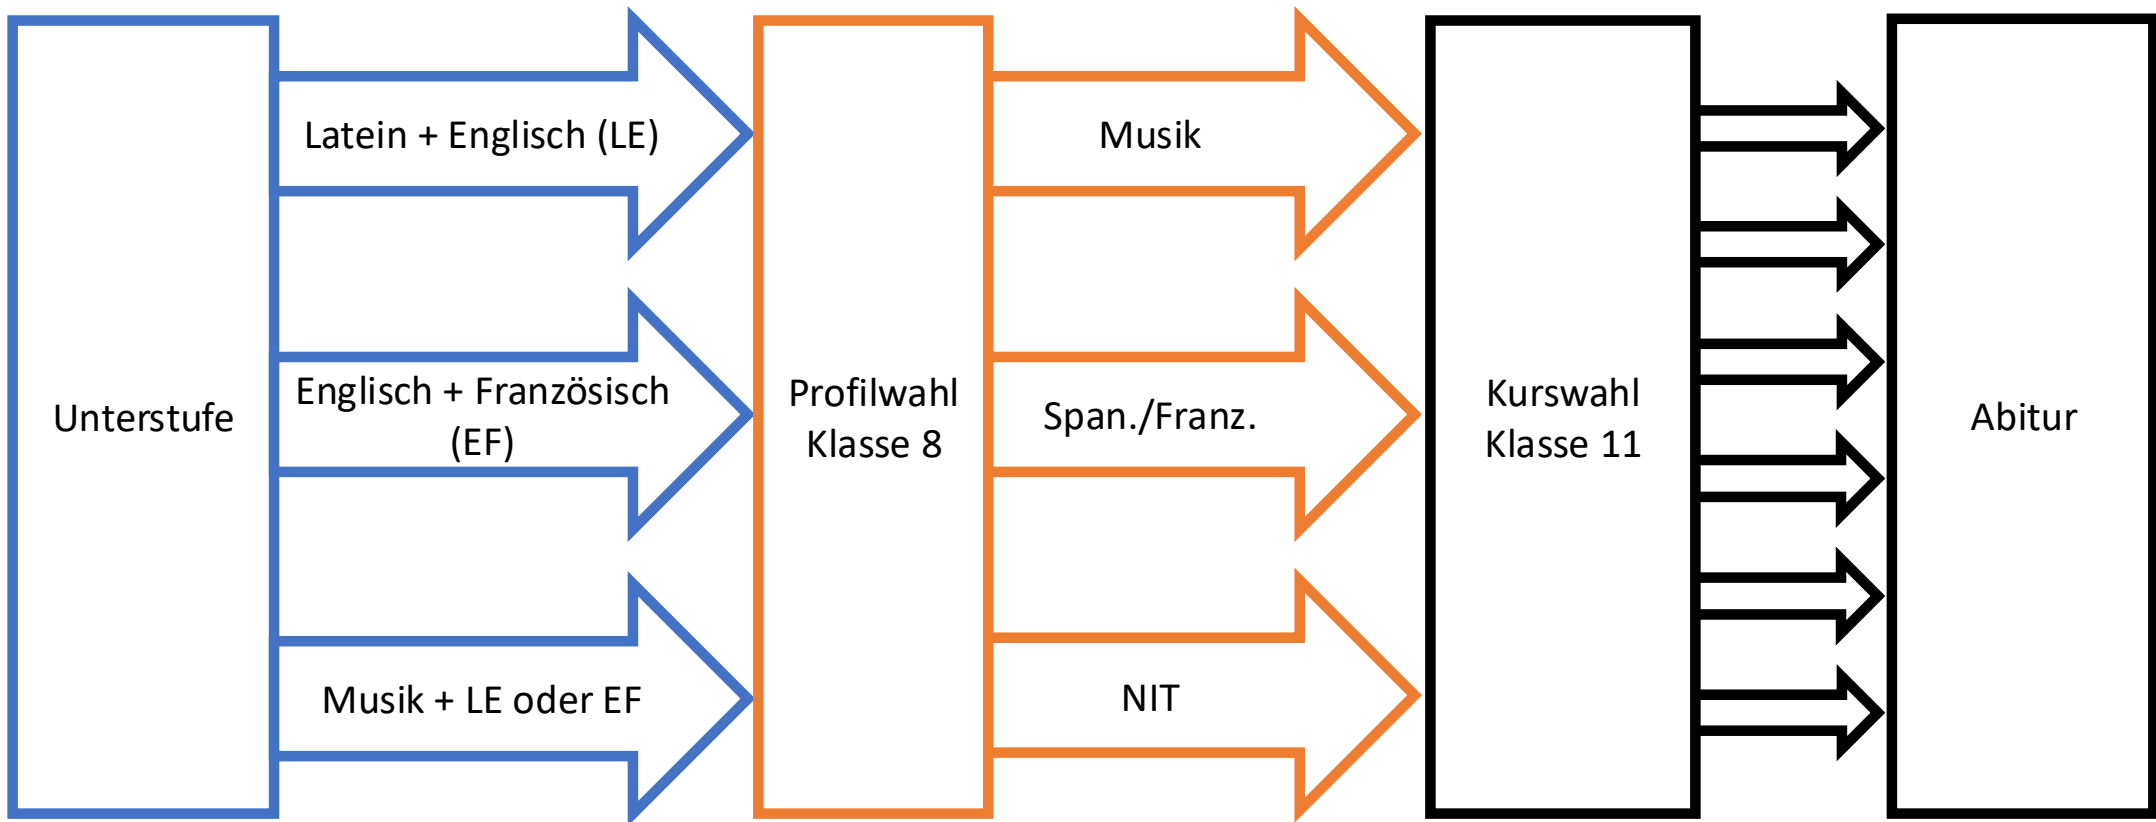 Unterstufe
Latein + Englisch (LE)
Englisch + Französisch
(EF)
Musik + LE oder EF
Profilwahl
Klasse 8
Musik
Span./Franz.
NIT
Kurswahl
Klasse 11
Abitur